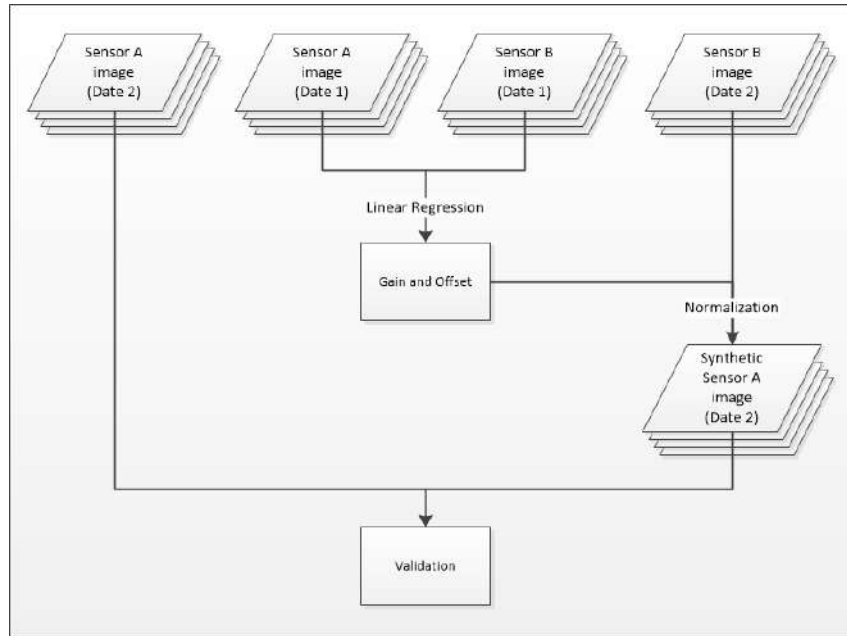 Sensor A
image
(Date 2)
Sensor A
image
(Date 1)
Sensor B
image
(Date 1)
Sensor B
image
(Date 2)
Linear Regression
Gain and Offset
Normalization
Synthetic
Sensor A
image
(Date 2)
Validation